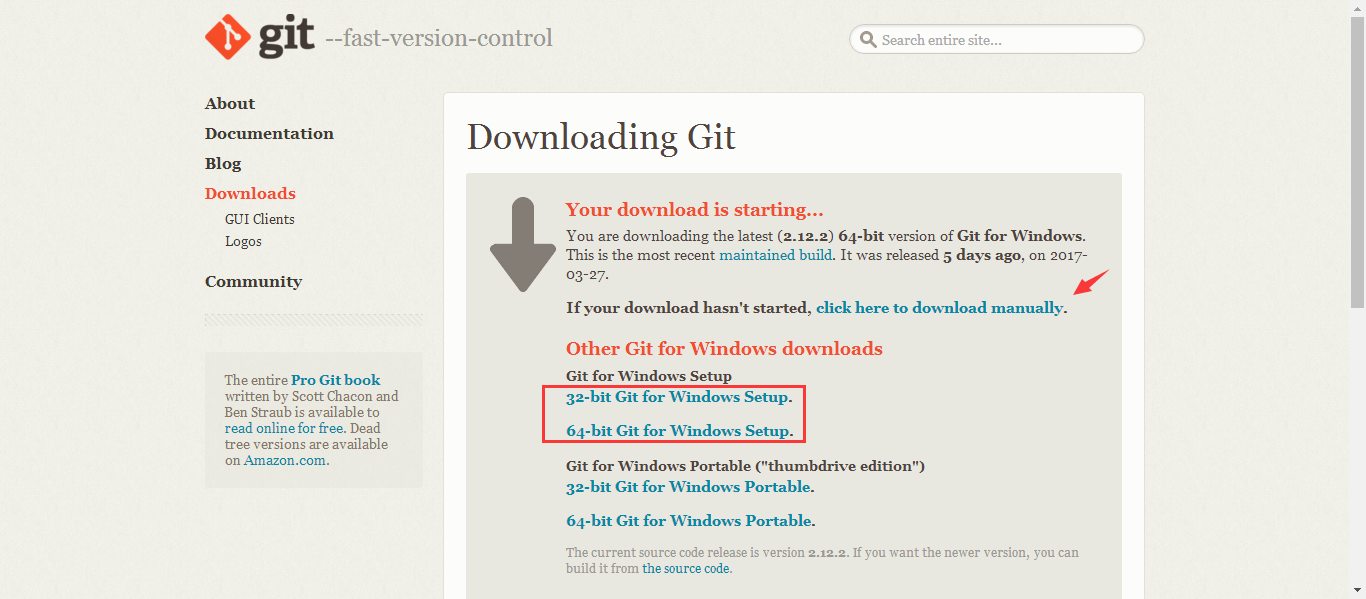 git --fast-version-control
Search entire site...
About
Documentation
Blog
Downloads
GUI Clients
Logos
Community
The entire Pro Git book
written by Scott Chacon and
Ben Straub is available to
read online for free. Dead
tree versions are available
on Amazon.com.
Downloading Git
Your download is starting...
You are downloading the latest (2.12.2) 64-bit version of Git for Windows.
This is the most recent maintained build. It was released 5 days ago, on 2017-
03-27.
If your download hasn't started, click here to download manually.
Other Git for Windows downloads
Git for Windows Setup
32-bit Git for Windows Setup.
64-bit Git for Windows Setup.
Git for Windows Portable ("thumbdrive edition")
32-bit Git for Windows Portable.
64-bit Git for Windows Portable.
The current source code release is version 2.12.2. If you want the newer version, you can
build it from the source code.